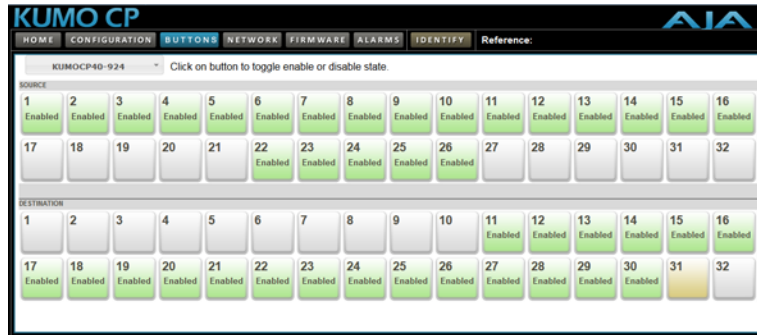 KUMO CP
AJA
HOME CONFIGURATION BUTTONS NETWORK FIRMWARE ALARMS IDENTIFY Reference:
KUMOCP40-924 Click on button to toggle enable or disable state.
SOURCE
1 2 3 4 5 6 7 8 9 10 11 12 13 14 15 16
Enabled Enabled Enabled Enabled Enabled Enabled Enabled Enabled Enabled Enabled Enabled Enabled Enabled Enabled Enabled Enabled
17 18 19 20 21 22 23 24 25 26 27 28 29 30 31 32
Enabled Enabled Enabled Enabled Enabled
DESTINATION
1 2 3 4 5 6 7 8 9 10 11 12 13 14 15 16
Enabled Enabled Enabled Enabled Enabled Enabled
17 18 19 20 21 22 23 24 25 26 27 28 29 30 31 32
Enabled Enabled Enabled Enabled Enabled Enabled Enabled Enabled Enabled Enabled Enabled Enabled Enabled Enabled